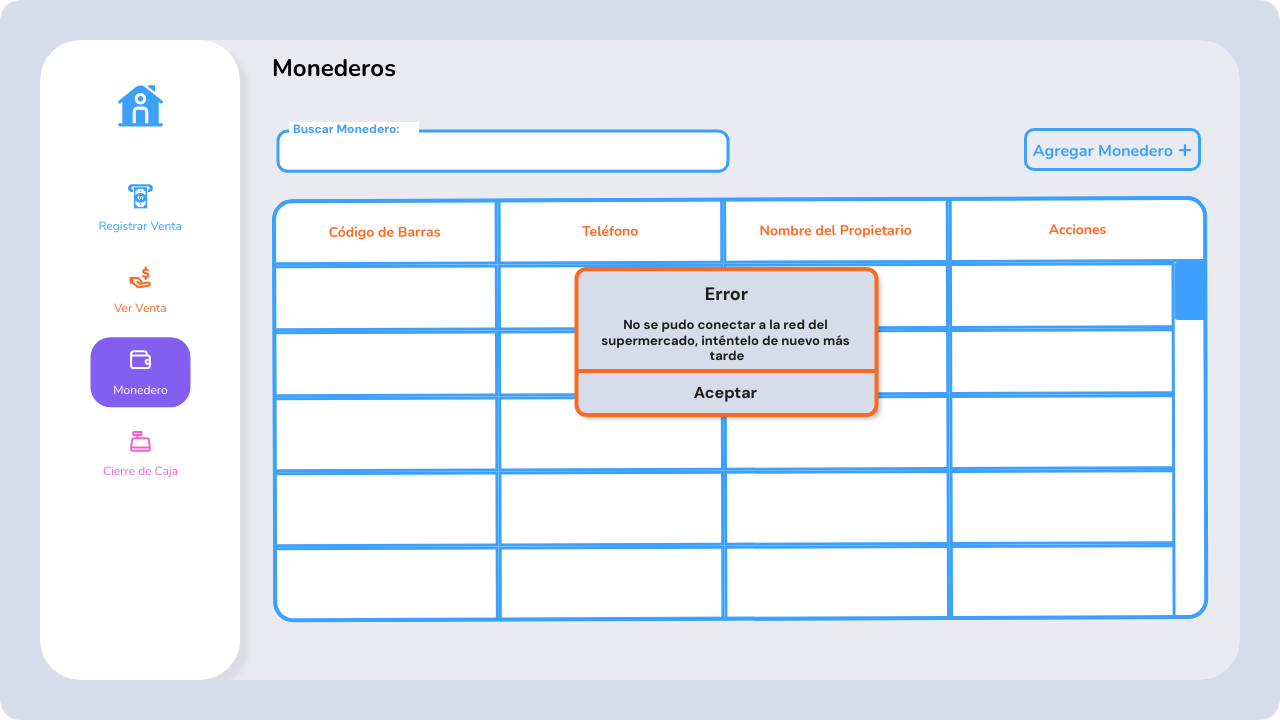 Monederos
Buscar Monedero:
Agregar Monedero +
Registrar Venta
Ver Venta
Monedero
Cierre de Caja
Código de Barras
Teléfono
Nombre del Propietario
Acciones
Error
No se pudo conectar a la red del
supermercado, inténtelo de nuevo más
tarde
Aceptar